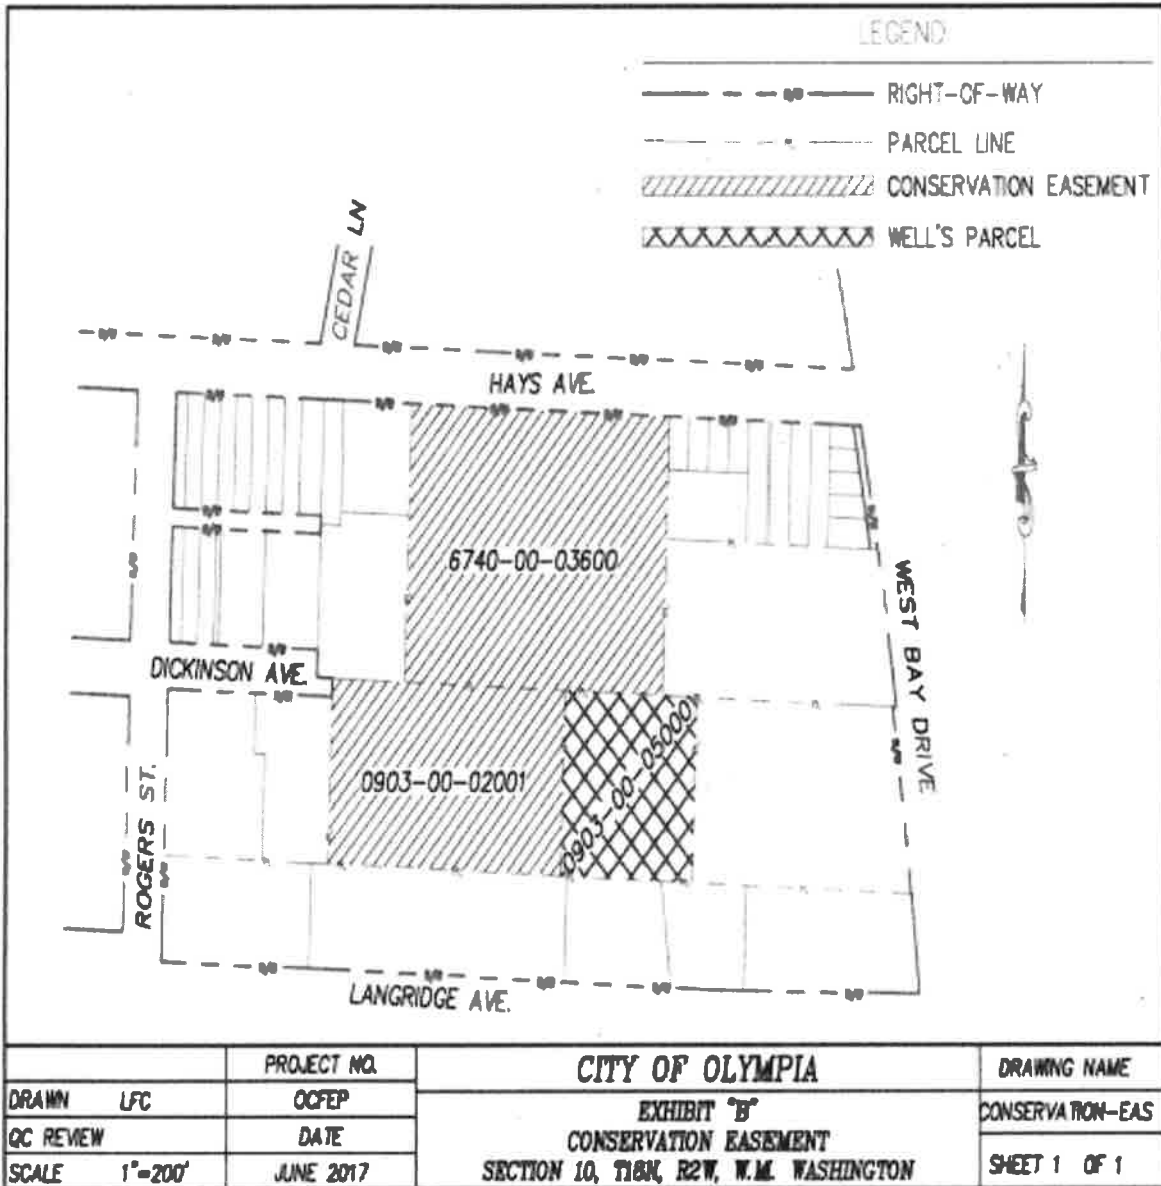 LEGEND
RIGHT-OF-WAY
PARCEL LINE
CONSERVATION EASEMENT
WELL'S PARCEL
CEDAR LN
HAYS AVE.
6740-00-03600
WEST BAY DRIVE
DICKINSON AVE.
0903-00-02001
0903-00-05000
ROGERS ST.
LANGRIDGE AVE.
PROJECT NO.
CITY OF OLYMPIA
DRAWING NAME
DRAWN LFC
OCFEP
EXHIBIT "B"
CONSERVATION-EAS
QC REVIEW
DATE
CONSERVATION EASEMENT
SCALE 1"=200'
JUNE 2017
SECTION 10, T18N, R2W, W.M. WASHINGTON
SHEET 1 OF 1